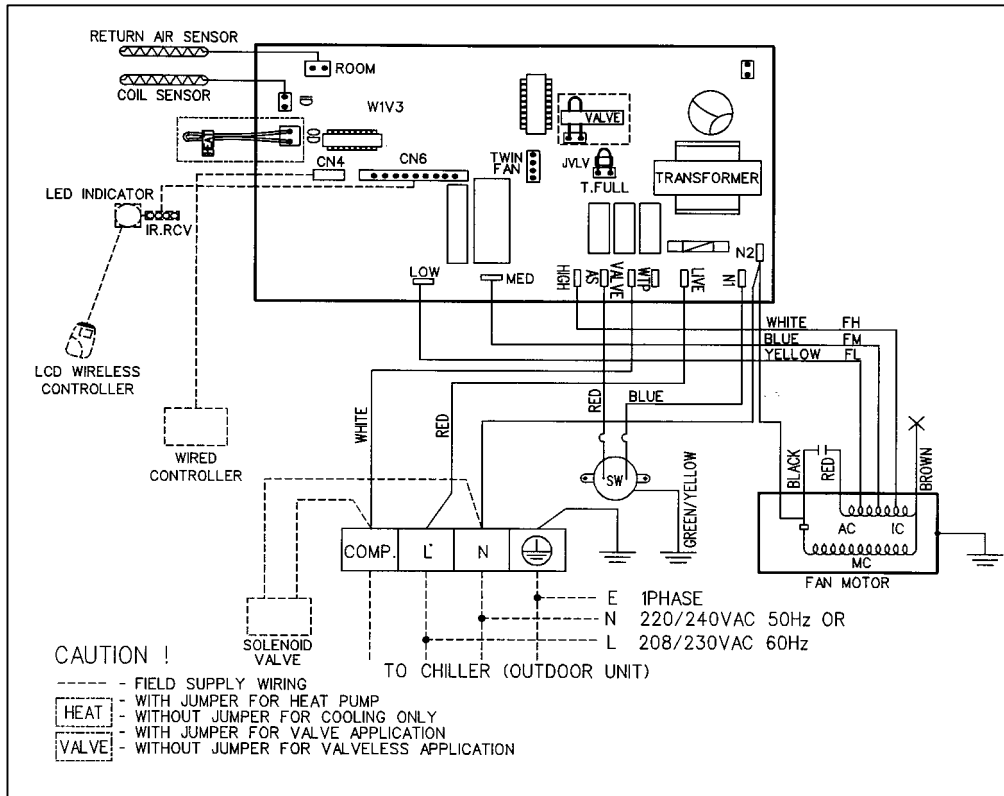 RETURN AIR SENSOR
ROOM
COIL SENSOR
W1V3
VALVE
CN4
CN6
TWIN
FAN
JVLV
T.FULL
TRANSFORMER
LED INDICATOR
IR.RCV
N2
LOW
MED
HIGH
AS
VALVE
WTP
LIVE
N1
WHITE FH
BLUE FM
YELLOW FL
LCD WIRELESS
CONTROLLER
WHITE
RED
RED
BLUE
WIRED
CONTROLLER
SW
GREEN/YELLOW
BLACK
RED
BROWN
AC
IC
MC
FAN MOTOR
COMP.
L
N
SOLENOID
VALVE
E 1PHASE
N 220/240VAC 50Hz OR
L 208/230VAC 60Hz
TO CHILLER (OUTDOOR UNIT)
CAUTION !
- FIELD SUPPLY WIRING
HEAT
- WITH JUMPER FOR HEAT PUMP
- WITHOUT JUMPER FOR COOLING ONLY
VALVE
- WITH JUMPER FOR VALVE APPLICATION
- WITHOUT JUMPER FOR VALVELESS APPLICATION